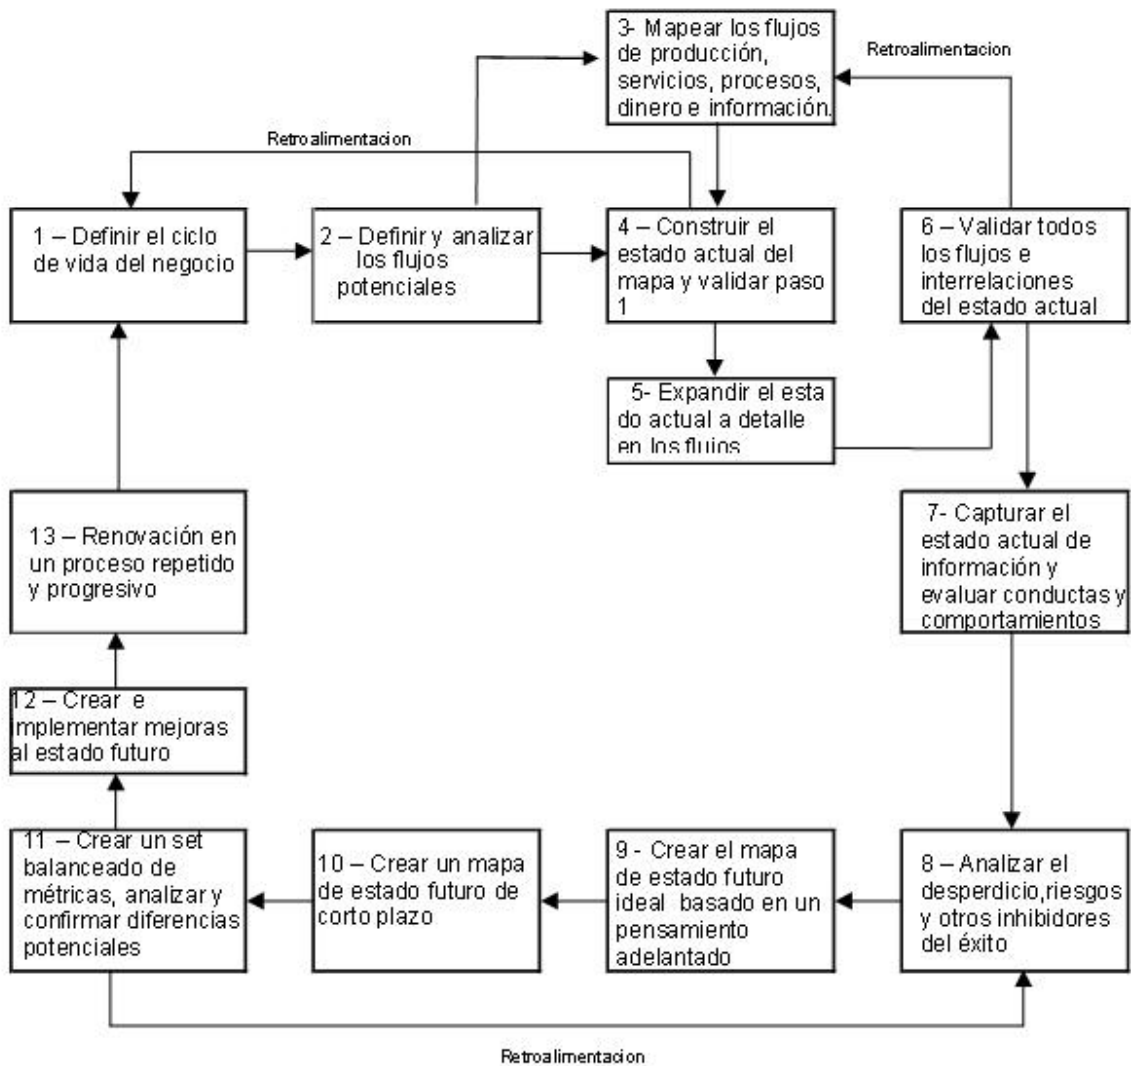 3- Mapear los flujos
de producción,
servicios, procesos,
dinero e información.
Retroalimentacion
Retroalimentacion
1 – Definir el ciclo
de vida del negocio
2 – Definir y analizar
los flujos
potenciales
4 – Construir el
estado actual del
mapa y validar paso
1
6 – Validar todos
los flujos e
interrelaciones
del estado actual
5- Expandir el esta
do actual a detalle
en los flujos
7- Capturar el
estado actual de
información y
evaluar conductas y
comportamientos
13 – Renovación en
un proceso repetido
y progresivo
12 – Crear e
implementar mejoras
al estado futuro
11 – Crear un set
balanceado de
métricas, analizar y
confirmar diferencias
potenciales
10 – Crear un mapa
de estado futuro de
corto plazo
9 - Crear el mapa
de estado futuro
ideal basado en un
pensamiento
adelantado
8 – Analizar el
desperdicio,riesgos
y otros inhibidores
del éxito
Retroalimentacion